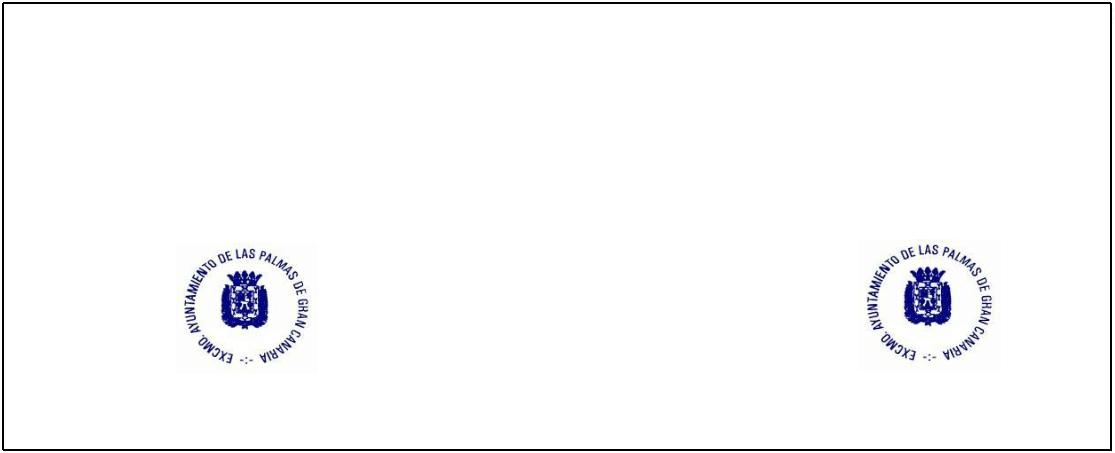 EXCMO. AYUNTAMIENTO DE LAS PALMAS DE GRAN CANARIA -:-
EXCMO. AYUNTAMIENTO DE LAS PALMAS DE GRAN CANARIA -:-